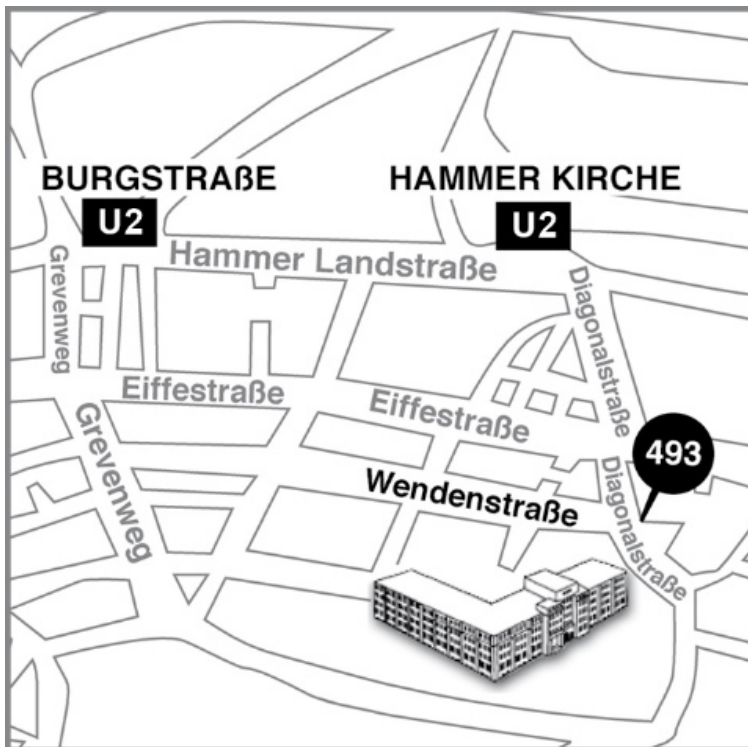 BURGSTRAßE
U2
HAMMER KIRCHE
U2
Hammer Landstraße
Grevenweg
Diagonalstraße
Eiffestraße
Eiffestraße
Grevenweg
493
Wendenstraße
Diagonalstraße